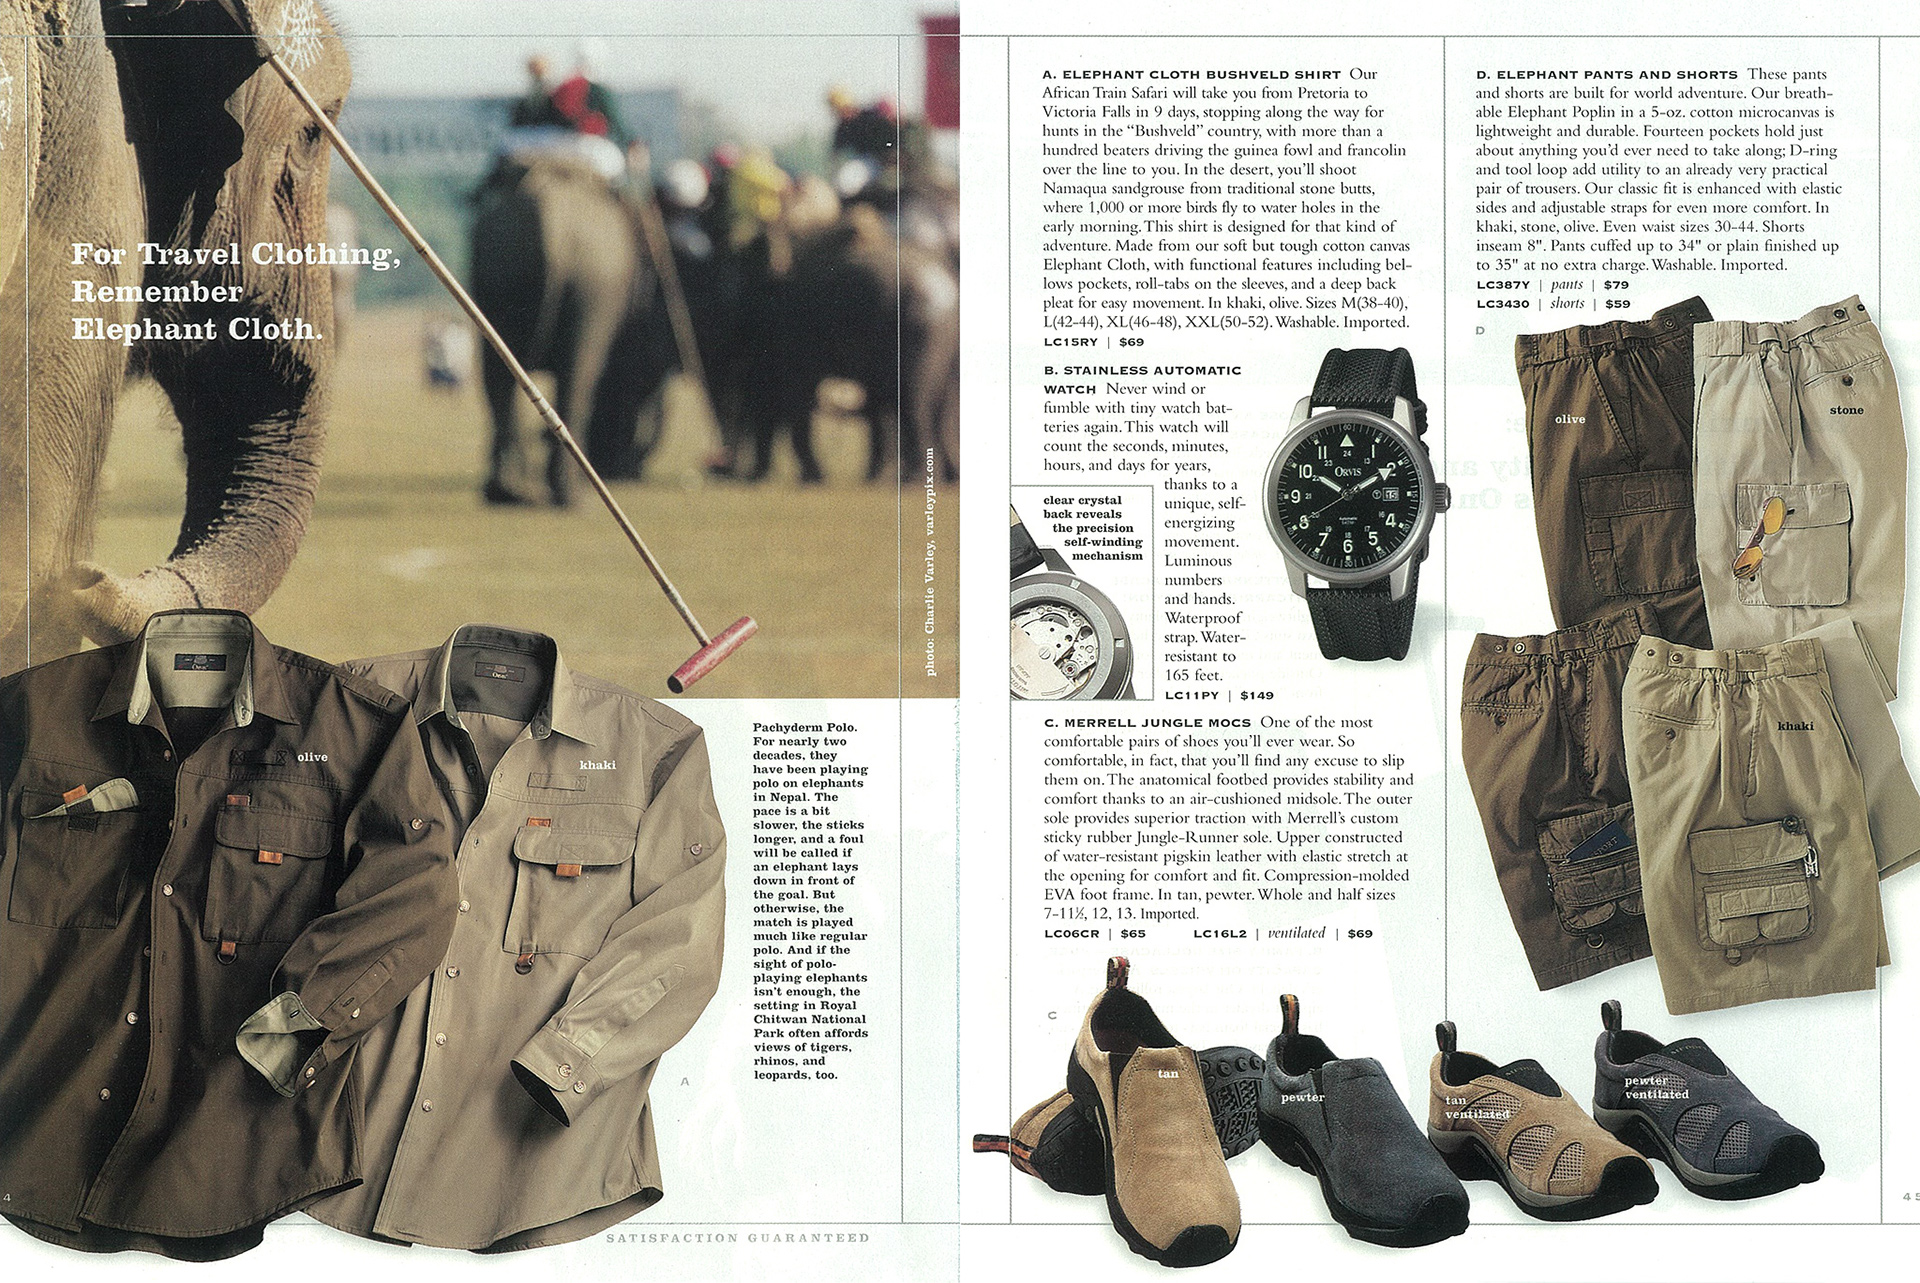 For Travel Clothing,
Remember
Elephant Cloth.
photo: Charlie Varley, varleypix.com
Orvis
Orvis
olive
khaki
Pachyderm Polo.
For nearly two
decades, they
have been playing
polo on elephants
in Nepal. The
pace is a bit
slower, the sticks
longer, and a foul
will be called if
an elephant lays
down in front of
the goal. But
otherwise, the
match is played
much like regular
polo. And if the
sight of polo-
playing elephants
isn't enough, the
setting in Royal
Chitwan National
Park often affords
views of tigers,
rhinos, and
leopards, too.
A
4
SATISFACTION GUARANTEED
A. ELEPHANT CLOTH BUSHVELD SHIRT Our
African Train Safari will take you from Pretoria to
Victoria Falls in 9 days, stopping along the way for
hunts in the “Bushveld” country, with more than a
hundred beaters driving the guinea fowl and francolin
over the line to you. In the desert, you'll shoot
Namaqua sandgrouse from traditional stone butts,
where 1,000 or more birds fly to water holes in the
early morning. This shirt is designed for that kind of
adventure. Made from our soft but tough cotton canvas
Elephant Cloth, with functional features including bel-
lows pockets, roll-tabs on the sleeves, and a deep back
pleat for easy movement. In khaki, olive. Sizes M(38-40),
L(42-44), XL(46-48), XXL(50-52). Washable. Imported.
LC15RY | $69
B. STAINLESS AUTOMATIC
WATCH Never wind or
fumble with tiny watch bat-
teries again. This watch will
count the seconds, minutes,
hours, and days for years,
thanks to a
unique, self-
energizing
movement.
Luminous
numbers
and hands.
Waterproof
strap. Water-
resistant to
165 feet.
LC11PY | $149
clear crystal
back reveals
the precision
self-winding
mechanism
ORVIS
Automatic
12
1
2
15
4
5
6
7
8
9
10
11
C. MERRELL JUNGLE MOCS One of the most
comfortable pairs of shoes you'll ever wear. So
comfortable, in fact, that you'll find any excuse to slip
them on. The anatomical footbed provides stability and
comfort thanks to an air-cushioned midsole. The outer
sole provides superior traction with Merrell's custom
sticky rubber Jungle-Runner sole. Upper constructed
of water-resistant pigskin leather with elastic stretch at
the opening for comfort and fit. Compression-molded
EVA foot frame. In tan, pewter. Whole and half sizes
7-11½, 12, 13. Imported.
LC06CR | $65 LC16L2 | ventilated | $69
C
tan
pewter
tan
ventilated
pewter
ventilated
D. ELEPHANT PANTS AND SHORTS These pants
and shorts are built for world adventure. Our breath-
able Elephant Poplin in a 5-oz. cotton microcanvas is
lightweight and durable. Fourteen pockets hold just
about anything you'd ever need to take along; D-ring
and tool loop add utility to an already very practical
pair of trousers. Our classic fit is enhanced with elastic
sides and adjustable straps for even more comfort. In
khaki, stone, olive. Even waist sizes 30-44. Shorts
inseam 8". Pants cuffed up to 34" or plain finished up
to 35" at no extra charge. Washable. Imported.
LC387Y | pants | $79
LC3430 | shorts | $59
D
olive
stone
khaki
45